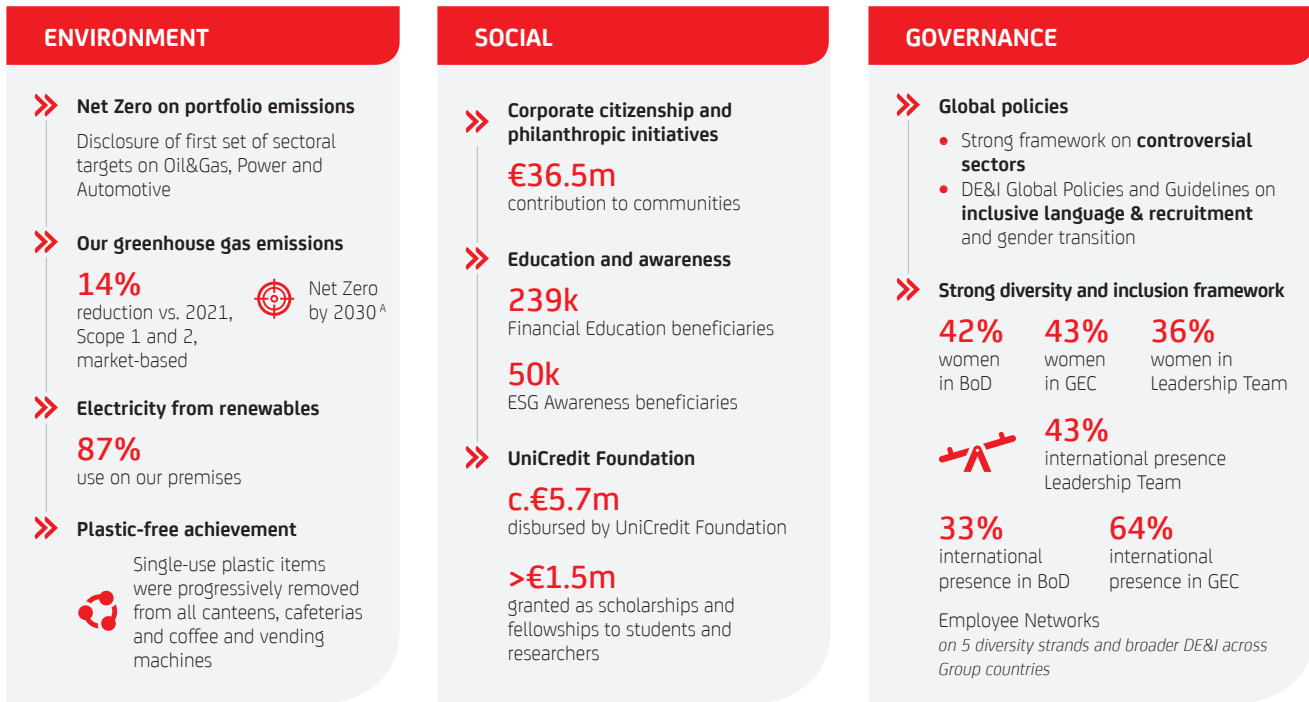 ENVIRONMENT
Net Zero on portfolio emissions
Disclosure of first set of sectoral
targets on Oil&Gas, Power and
Automotive
Our greenhouse gas emissions
14%
reduction vs. 2021,
Scope 1 and 2,
market-based
Net Zero
by 2030 A
Electricity from renewables
87%
use on our premises
Plastic-free achievement
Single-use plastic items
were progressively removed
from all canteens, cafeterias
and coffee and vending
machines
SOCIAL
Corporate citizenship and
philanthropic initiatives
€36.5m
contribution to communities
Education and awareness
239k
Financial Education beneficiaries
50k
ESG Awareness beneficiaries
UniCredit Foundation
c.€5.7m
disbursed by UniCredit Foundation
>€1.5m
granted as scholarships and
fellowships to students and
researchers
GOVERNANCE
Global policies
• Strong framework on controversial
sectors
• DE&I Global Policies and Guidelines on
inclusive language & recruitment
and gender transition
Strong diversity and inclusion framework
42%
women
in BoD
43%
women
in GEC
36%
women in
Leadership Team
43%
international presence
Leadership Team
33%
international
presence in BoD
64%
international
presence in GEC
Employee Networks
on 5 diversity strands and broader DE&I across
Group countries